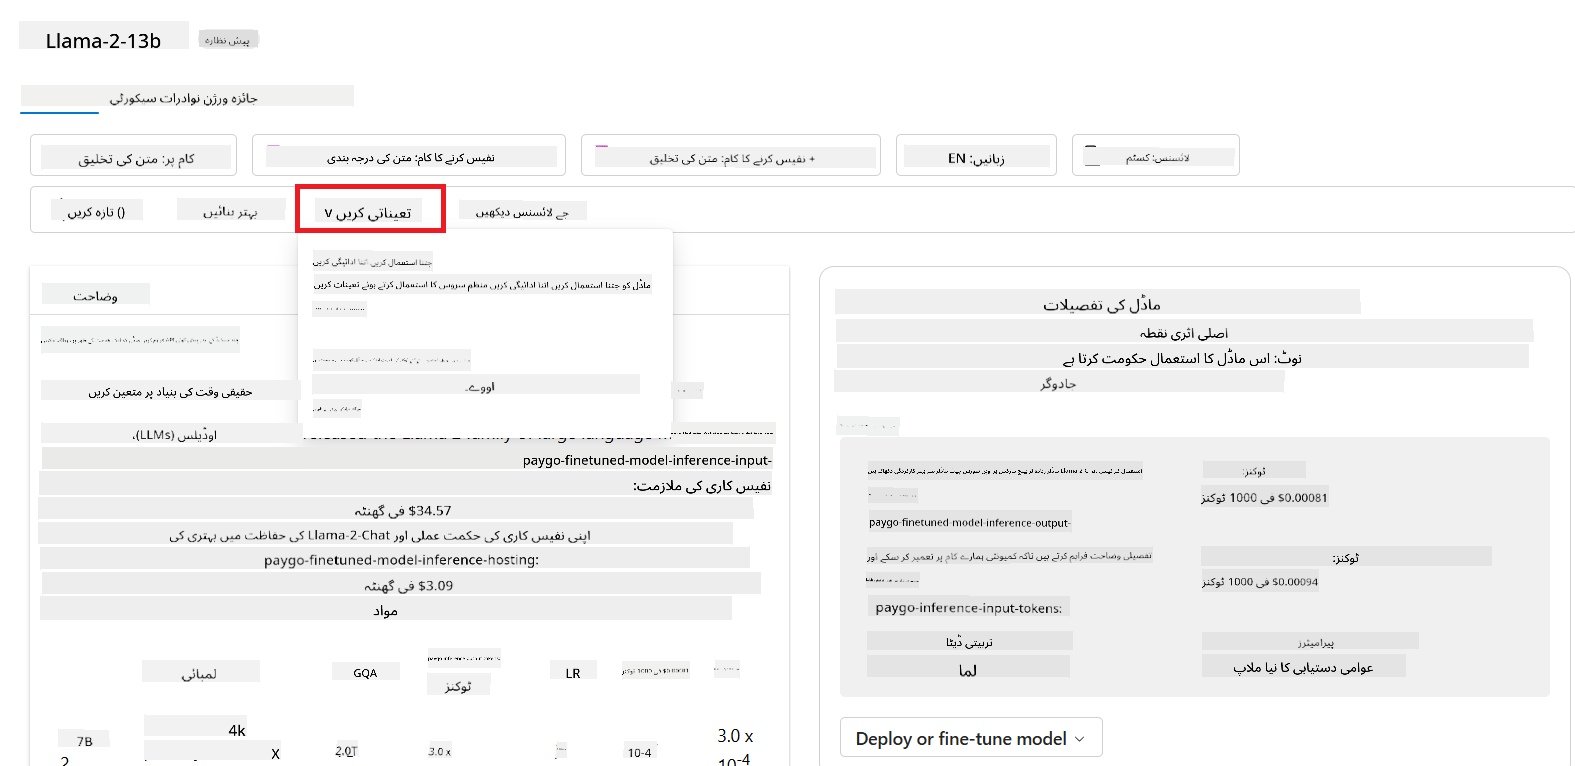 Llama-2-13b
پیش نظارہ
جائزہ ورژن نوادرات سیکورٹی
کام پر: متن کی تخلیق
نفیس کرنے کا کام: متن کی درجہ بندی
نفیس کرنے کا کام: متن کی تخلیق +
زبانیں: EN
لائسنس: کسٹم
تازہ کریں ()
بہتر بنائیں
تعیناتی کریں v
جے لائسنس دیکھیں
جتنا استعمال کریں اتنا ادائیگی کریں
ماڈل کو جتنا استعمال کریں اتنا ادائیگی کریں منظم سروس کا استعمال کرتے ہوئے تعینات کریں
اووے۔
وضاحت
حقیقی وقت کی بنیاد پر متعین کریں
اوڈیلس (LLMs)،
paygo-finetuned-model-inference-input-
نفیس کاری کی ملازمت:
$34.57 فی گھنٹہ
اپنی نفیس کاری کی حکمت عملی اور Llama-2-Chat کی حفاظت میں بہتری کی
paygo-finetuned-model-inference-hosting:
$3.09 فی گھنٹہ
مواد
لمبائی
GQA
ٹوکنز
LR
$0.00081 فی 1000 ٹوکنز
7B
4k
X
2
2.0T
3.0 x
10-4
3.0 x
10-4
ماڈل کی تفصیلات
اصلی اثری نقطہ
نوٹ: اس ماڈل کا استعمال حکومت کرتا ہے
جادوگر
ٹوکنز:
$0.00081 فی 1000 ٹوکنز
paygo-finetuned-model-inference-output-
تفصیلی وضاحت فراہم کرتے ہیں تاکہ کمیونٹی ہمارے کام پر تعمیر کر سکے اور
ٹوکنز:
$0.00094 فی 1000 ٹوکنز
paygo-inference-input-tokens:
تربیتی ڈیٹا
پیرامیٹرز
لما
عوامی دستیابی کا نیا ملاپ
Deploy or fine-tune model